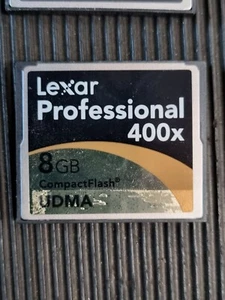 Lexar
Professional
400x
8GB
CompactFlash®
UDMA